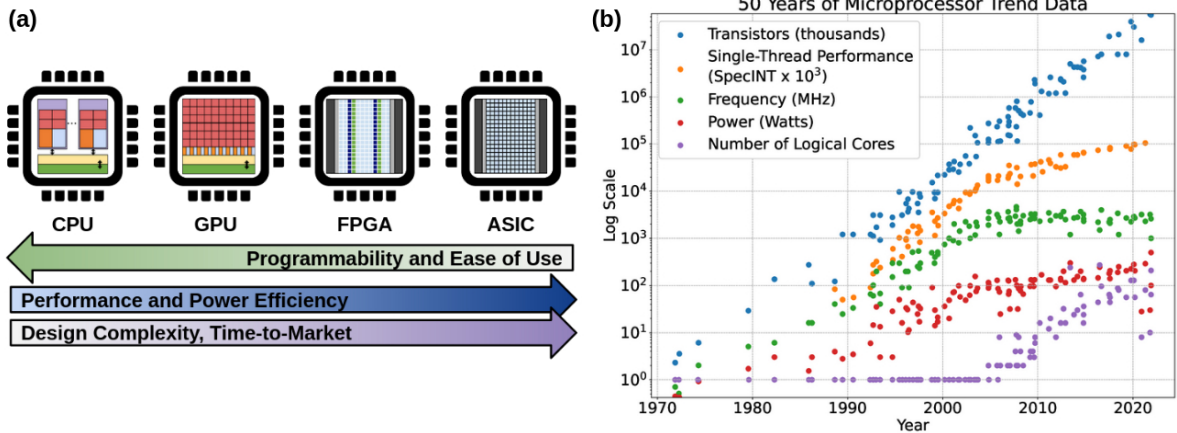 (a)
CPU
GPU
FPGA
ASIC
Programmability and Ease of Use
Performance and Power Efficiency
Design Complexity, Time-to-Market
(b)
50 Years of Microprocessor Trend Data
Transistors (thousands)
Single-Thread Performance
(SpecINT x 10³)
Frequency (MHz)
Power (Watts)
Number of Logical Cores
Log Scale
10⁷
10⁶
10⁵
10⁴
10³
10²
10¹
10⁰
1970
1980
1990
2000
2010
2020
Year